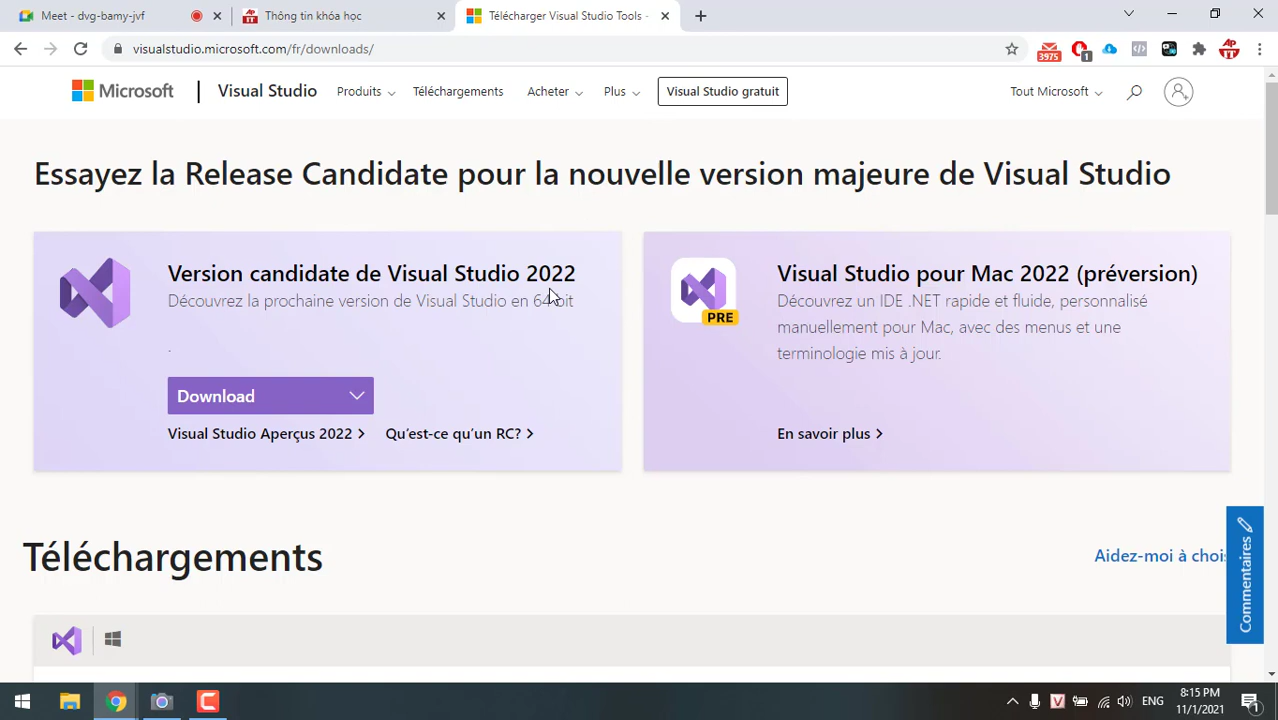 Meet - dvg-bamy-jvf
Thông tin khóa học
Télécharger Visual Studio Tools -
visualstudio.microsoft.com/fr/downloads/
3975
1
AP
IT
Microsoft
Visual Studio
Produits
Téléchargements
Acheter
Plus
Visual Studio gratuit
Tout Microsoft
Essayez la Release Candidate pour la nouvelle version majeure de Visual Studio
Version candidate de Visual Studio 2022
Découvrez la prochaine version de Visual Studio en 64 bit
.
Download
Visual Studio Aperçus 2022
Qu'est-ce qu'un RC?
PRE
Visual Studio pour Mac 2022 (préversion)
Découvrez un IDE .NET rapide et fluide, personnalisé
manuellement pour Mac, avec des menus et une
terminologie mis à jour.
En savoir plus
Téléchargements
Aidez-moi à chois
Commentaires
V
ENG
8:15 PM
11/1/2021
1